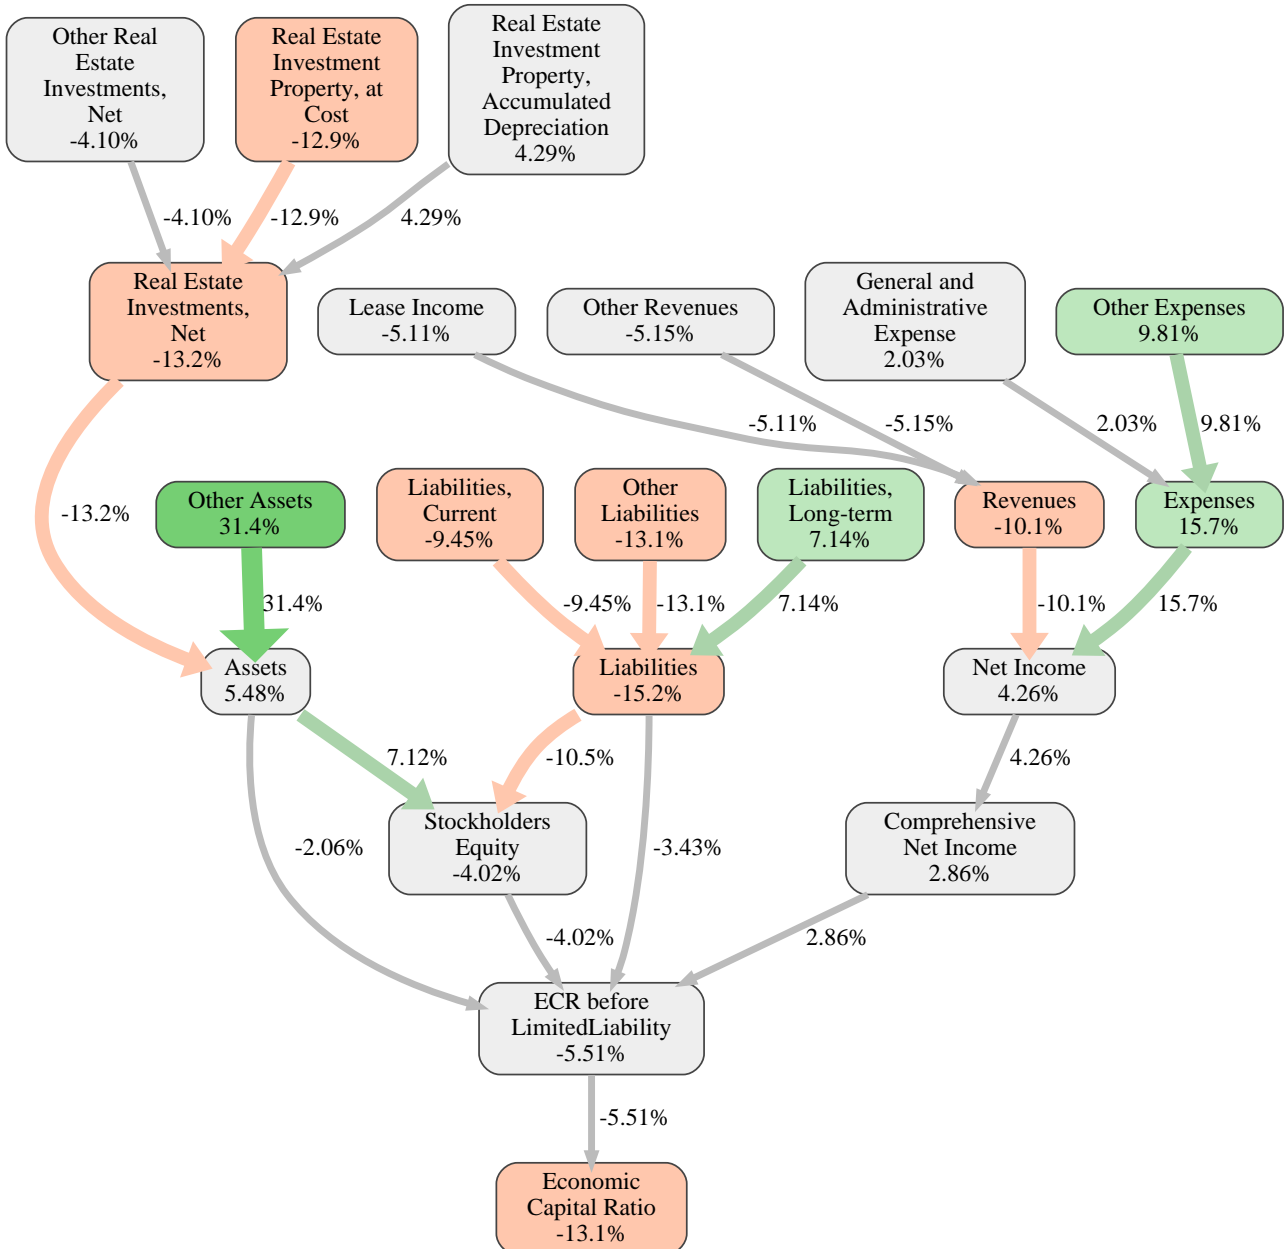 Other Real
Estate
Investments,
Net
-4.10%
Real Estate
Investment
Property, at
Cost
-12.9%
Real Estate
Investment
Property,
Accumulated
Depreciation
4.29%
-4.10%
-12.9%
4.29%
Real Estate
Investments,
Net
-13.2%
Lease Income
-5.11%
Other Revenues
-5.15%
General and
Administrative
Expense
2.03%
Other Expenses
9.81%
-5.11%
-5.15%
2.03%
9.81%
-13.2%
Other Assets
31.4%
Liabilities,
Current
-9.45%
Other
Liabilities
-13.1%
Liabilities,
Long-term
7.14%
Revenues
-10.1%
Expenses
15.7%
31.4%
-9.45%
-13.1%
7.14%
-10.1%
15.7%
Assets
5.48%
Liabilities
-15.2%
Net Income
4.26%
7.12%
-10.5%
4.26%
-2.06%
Stockholders
Equity
-4.02%
-3.43%
Comprehensive
Net Income
2.86%
-4.02%
2.86%
ECR before
LimitedLiability
-5.51%
-5.51%
Economic
Capital Ratio
-13.1%